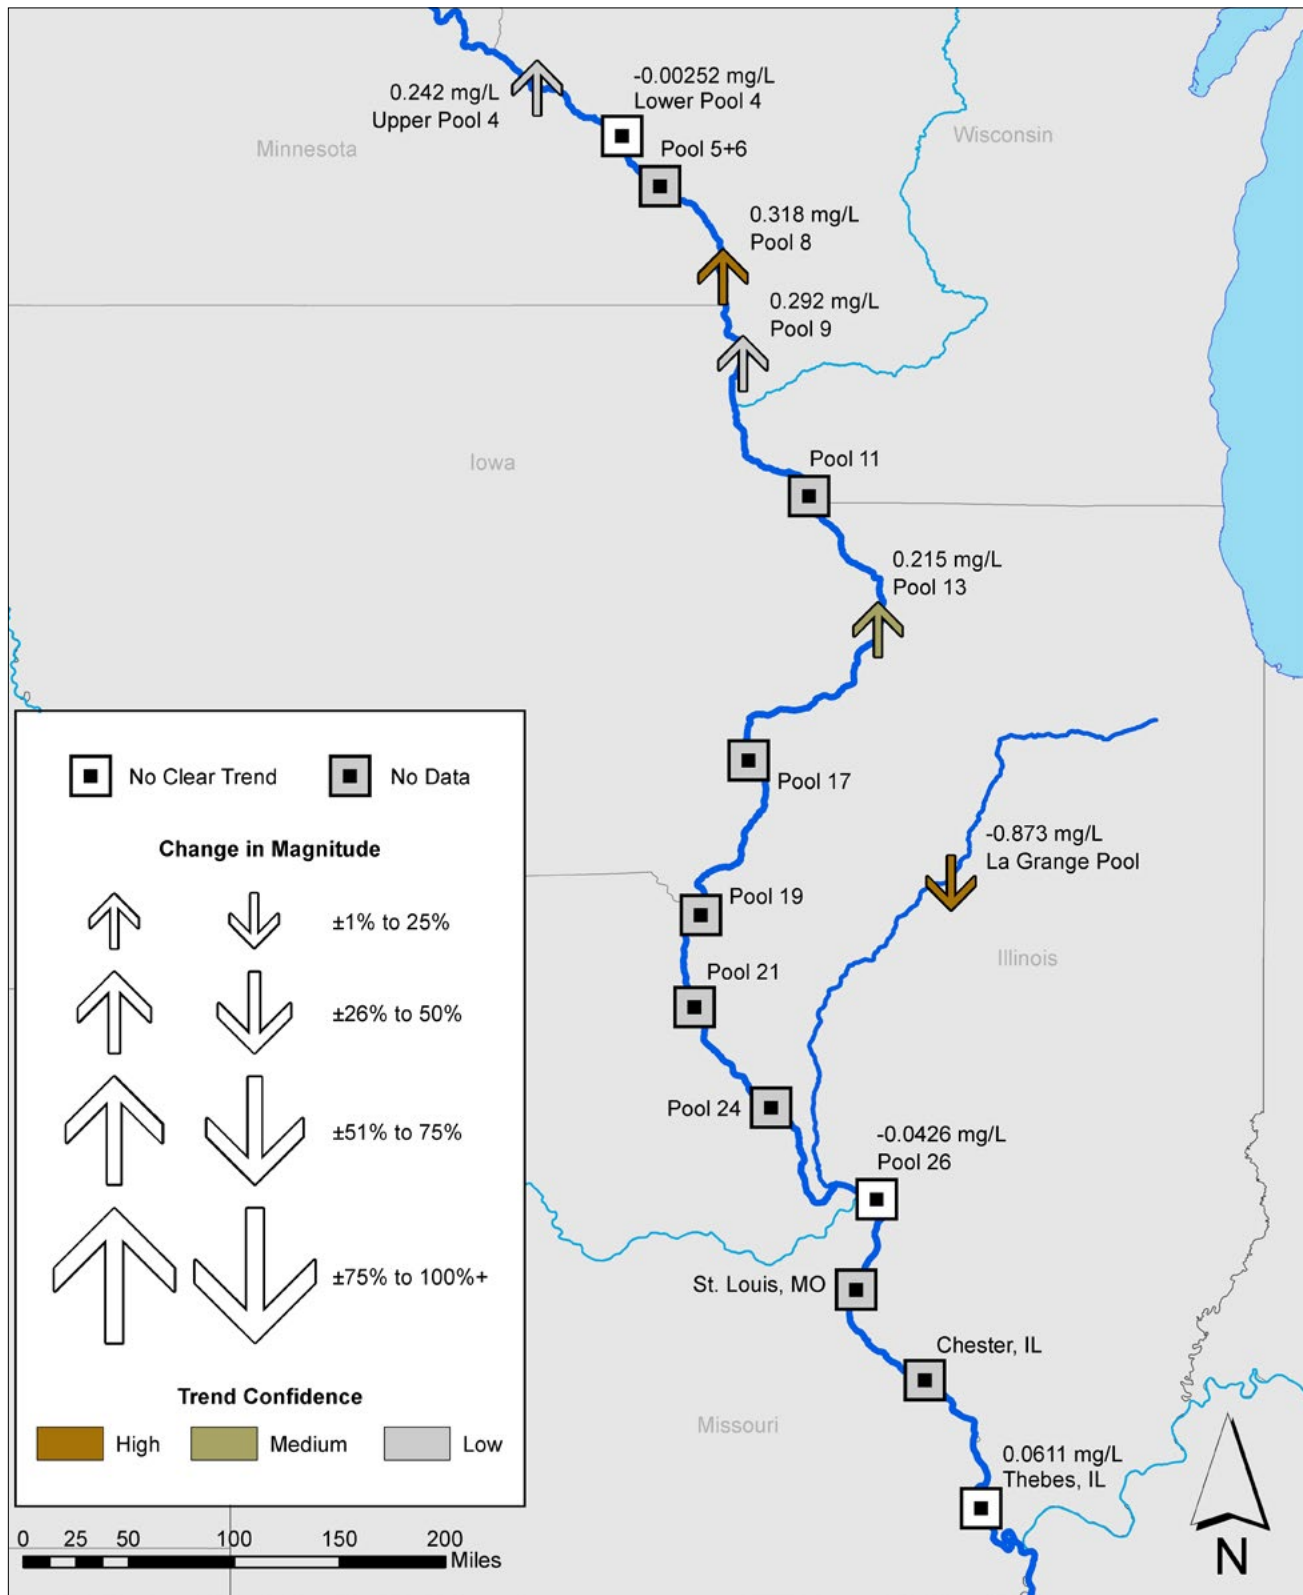 -0.00252 mg/L
Lower Pool 4
0.242 mg/L
Upper Pool 4
Minnesota
Wisconsin
Pool 5+6
0.318 mg/L
Pool 8
0.292 mg/L
Pool 9
Iowa
Pool 11
0.215 mg/L
Pool 13
Pool 17
-0.873 mg/L
La Grange Pool
Pool 19
Illinois
Pool 21
Pool 24
-0.0426 mg/L
Pool 26
St. Louis, MO
Chester, IL
Missouri
0.0611 mg/L
Thebes, IL
No Clear Trend
No Data
Change in Magnitude
±1% to 25%
±26% to 50%
±51% to 75%
±75% to 100%+
Trend Confidence
High
Medium
Low
0 25 50 100 150 200
Miles
N